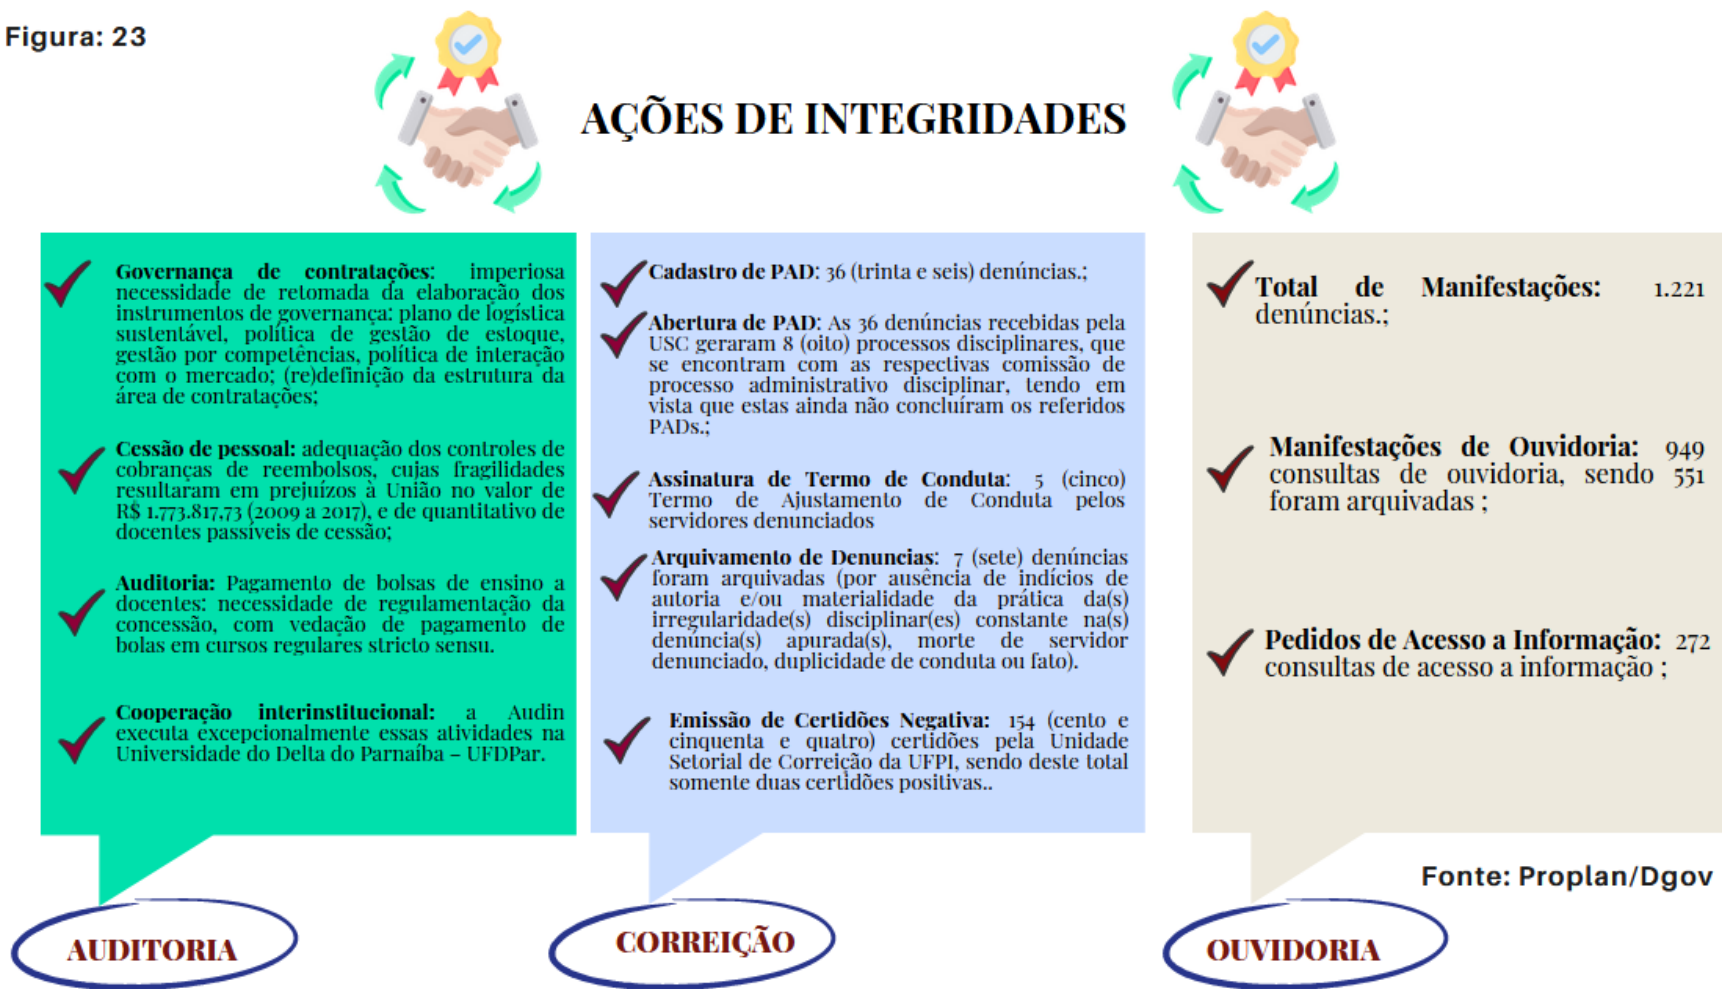 Figura: 23
AÇÕES DE INTEGRIDADES
Governança de contratações: imperiosa
necessidade de retomada da elaboração dos
instrumentos de governança: plano de logística
sustentável, política de gestão de estoque,
gestão por competências, política de interação
com o mercado; (re)definição da estrutura da
área de contratações;
Cessão de pessoal: adequação dos controles de
cobranças de reembolsos, cujas fragilidades
resultaram em prejuízos à União no valor de
R$ 1.773.817,73 (2009 a 2017), e de quantitativo de
docentes passíveis de cessão;
Auditoria: Pagamento de bolsas de ensino a
docentes: necessidade de regulamentação da
concessão, com vedação de pagamento de
bolas em cursos regulares stricto sensu.
Cooperação interinstitucional: a Audin
executa excepcionalmente essas atividades na
Universidade do Delta do Parnaíba – UFDPar.
AUDITORIA
Cadastro de PAD: 36 (trinta e seis) denúncias.;
Abertura de PAD: As 36 denúncias recebidas pela
USC geraram 8 (oito) processos disciplinares, que
se encontram com as respectivas comissão de
processo administrativo disciplinar, tendo em
vista que estas ainda não concluíram os referidos
PADs.;
Assinatura de Termo de Conduta: 5 (cinco)
Termo de Ajustamento de Conduta pelos
servidores denunciados
Arquivamento de Denuncias: 7 (sete) denúncias
foram arquivadas (por ausência de indícios de
autoria e/ou materialidade da prática da(s)
irregularidade(s) disciplinar(es) constante na(s)
denúncia(s) apurada(s), morte de servidor
denunciado, duplicidade de conduta ou fato).
Emissão de Certidões Negativa: 154 (cento e
cinquenta e quatro) certidões pela Unidade
Setorial de Correição da UFPI, sendo deste total
somente duas certidões positivas..
CORREIÇÃO
Total de Manifestações: 1.221
denúncias.;
Manifestações de Ouvidoria: 949
consultas de ouvidoria, sendo 551
foram arquivadas ;
Pedidos de Acesso a Informação: 272
consultas de acesso a informação ;
Fonte: Proplan/Dgov
OUVIDORIA